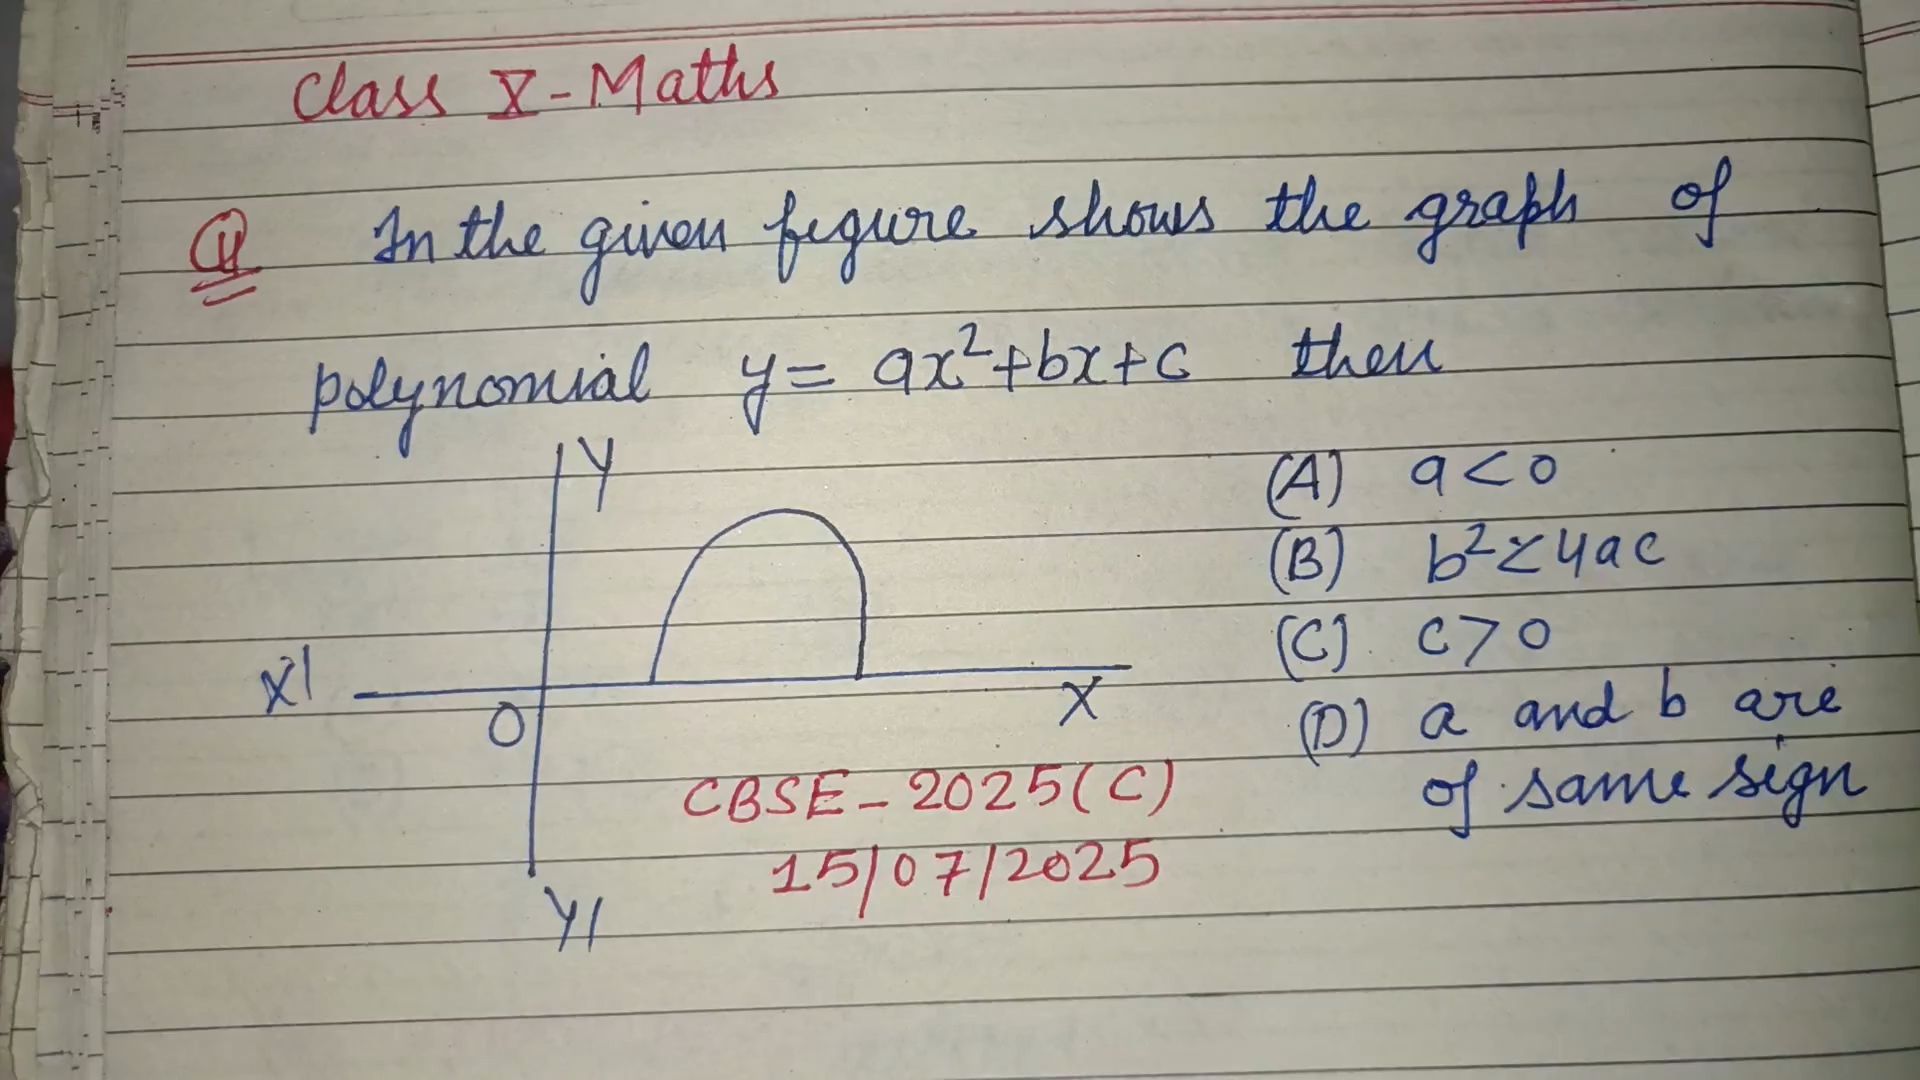 Class X-Maths
Q In the given figure shows the graph of
polynomial y= ax²+bx+c then
Y
(A) a<0
(B) b²<4ac
(C) c>0
X'
O
X
(D) a and b are
of same sign
CBSE-2025(C)
15/07/2025
Y'